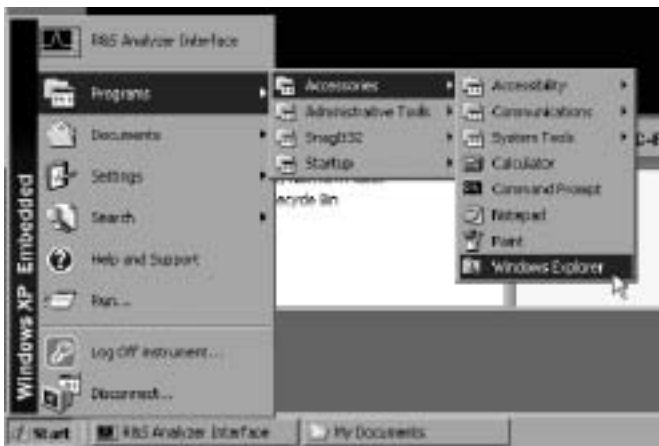 R&S Analyzer Interface
Programs
Documents
Settings
Search
Help and Support
Run...
Log Off instrument...
Disconnect...
Windows XP Embedded
Accessories
Administrative Tools
SnagIt32
Startup
ecycle Bin
Accessibility
Communications
System Tools
Calculator
Command Prompt
Notepad
Paint
Windows Explorer
Start
R&S Analyzer Interface
My Documents